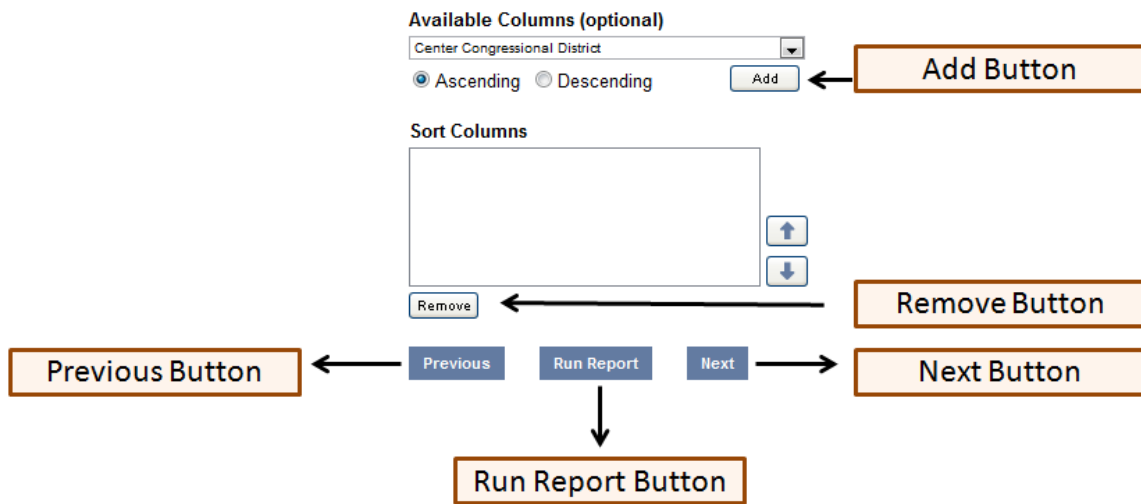 Available Columns (optional)
Center Congressional District
Ascending Descending Add
Add Button
Sort Columns
Remove
Remove Button
Previous Button
Previous Run Report Next
Next Button
Run Report Button